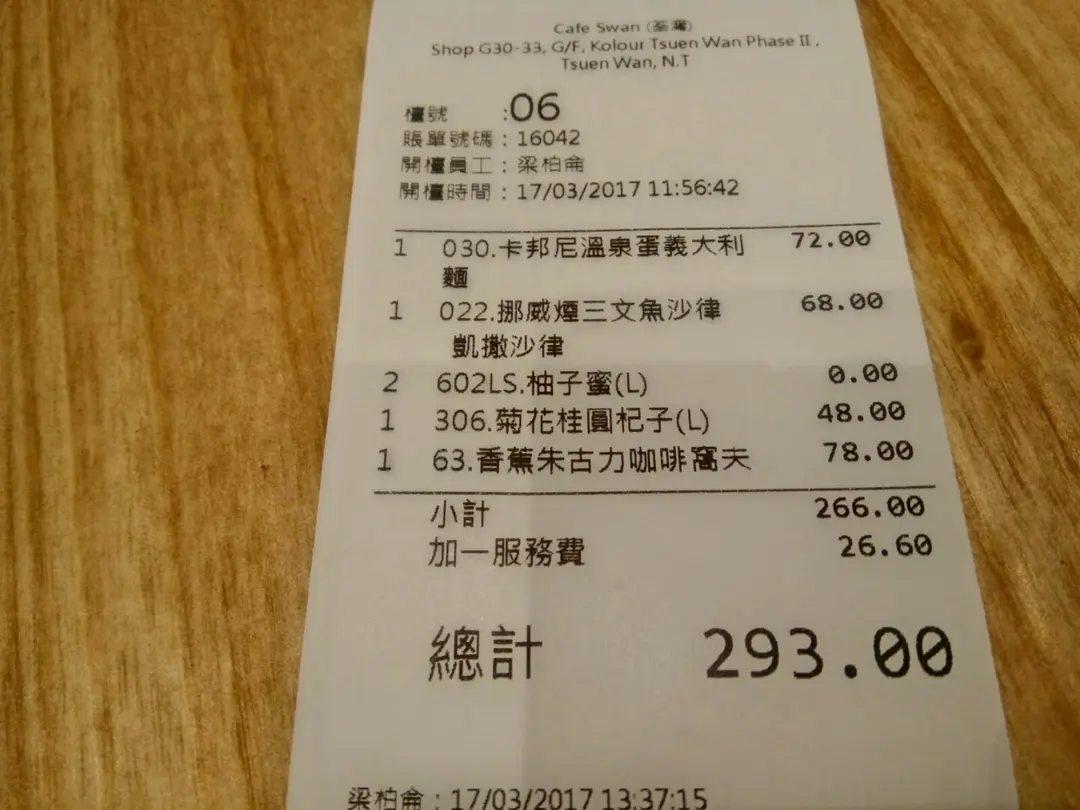 Cafe Swan (荃灣)
Shop G30-33, G/F, Kolour Tsuen Wan Phase II,
Tsuen Wan, N.T
檯號 :06
賬單號碼 : 16042
開檯員工 : 梁柏侖
開檯時間 : 17/03/2017 11:56:42
1 030.卡邦尼溫泉蛋義大利 72.00
麵
1 022.挪威煙三文魚沙律 68.00
凱撒沙律
2 602LS.柚子蜜(L) 0.00
1 306.菊花桂圓杞子(L) 48.00
1 63.香蕉朱古力咖啡窩夫 78.00
小計 266.00
加一服務費 26.60
總計 293.00
梁柏侖 : 17/03/2017 13:37:15